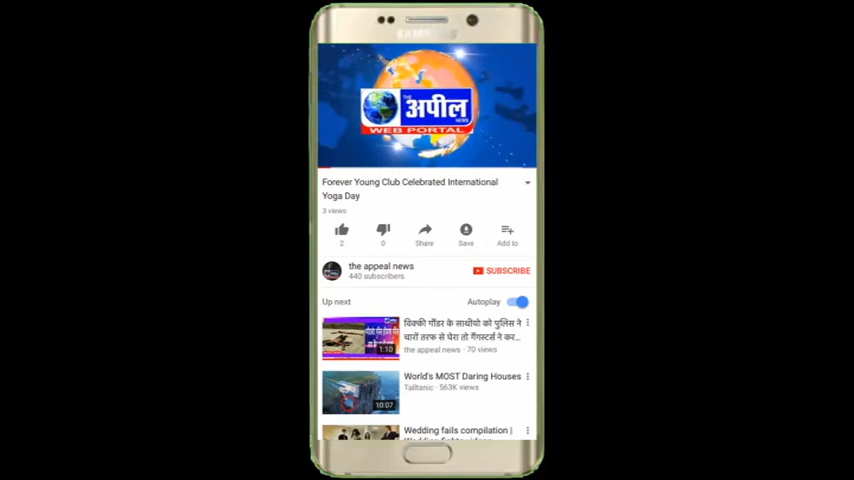 SAMSUNG
THE
अपील
NEWS
WEB PORTAL
Forever Young Club Celebrated International
Yoga Day
3 views
2
0
Share
Save
Add to
the appeal news
440 subscribers
SUBSCRIBE
Up next
Autoplay
1:10
विक्की गौंडर के साथीयो को पुलिस ने
चारों तरफ से घेरा तो गैंगस्टर्स ने कर...
the appeal news · 70 views
10:07
World's MOST Daring Houses
Talltanic · 563K views
Wedding fails compilation |